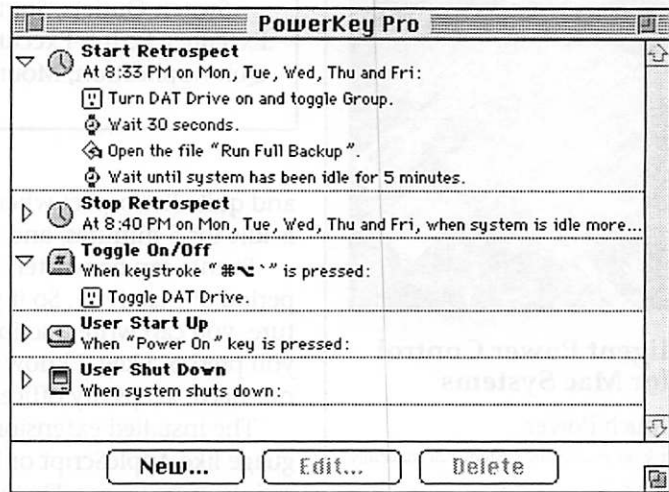 PowerKey Pro
Start Retrospect
At 8:33 PM on Mon, Tue, Wed, Thu and Fri:
Turn DAT Drive on and toggle Group.
Wait 30 seconds.
Open the file "Run Full Backup".
Wait until system has been idle for 5 minutes.
Stop Retrospect
At 8:40 PM on Mon, Tue, Wed, Thu and Fri, when system is idle more...
Toggle On/Off
When keystroke "⌘⌥`" is pressed:
Toggle DAT Drive.
User Start Up
When "Power On" key is pressed:
User Shut Down
When system shuts down:
New... Edit... Delete